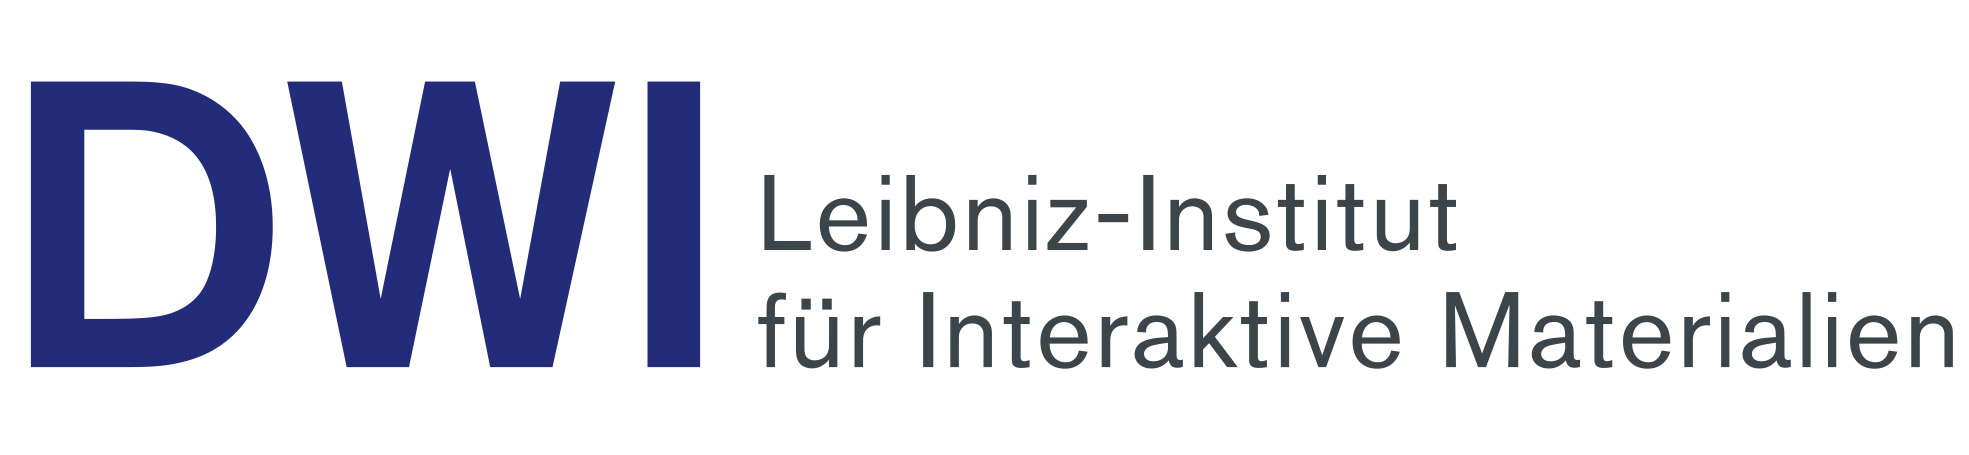 DWI
Leibniz-Institut
für Interaktive Materialien